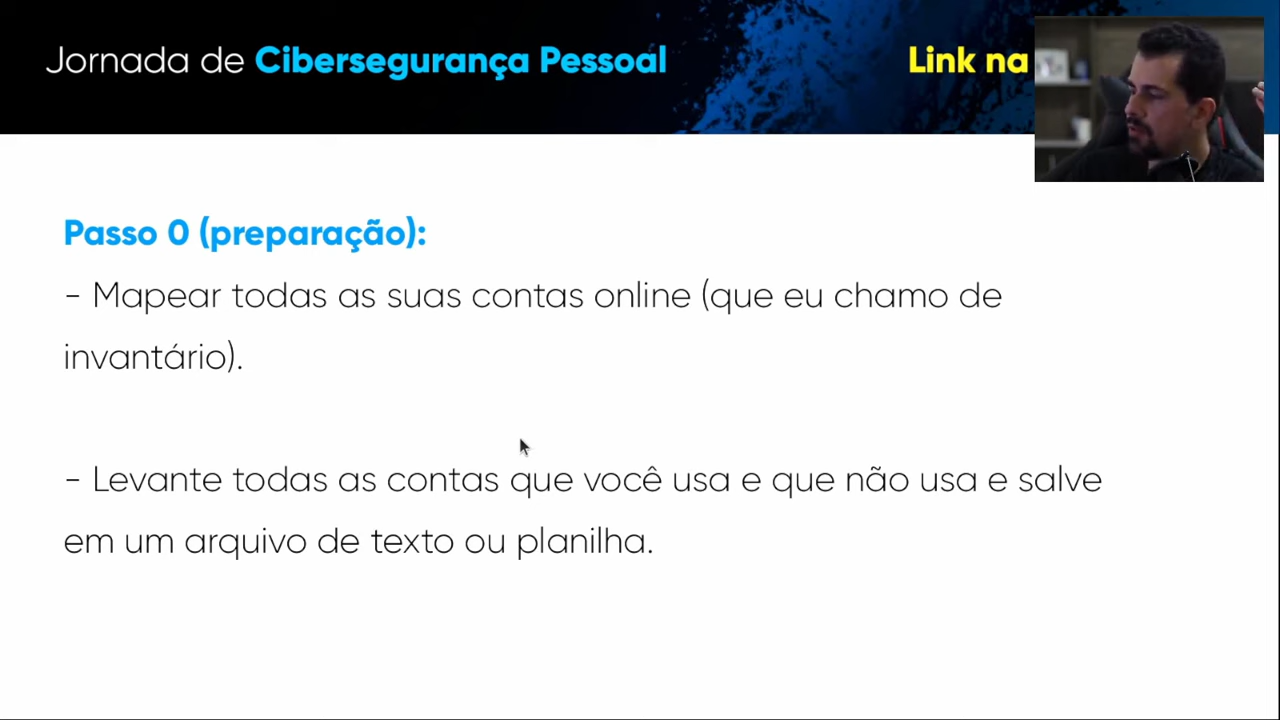 Jornada de Cibersegurança Pessoal
Link na
Passo 0 (preparação):
- Mapear todas as suas contas online (que eu chamo de
invantário).
- Levante todas as contas que você usa e que não usa e salve
em um arquivo de texto ou planilha.